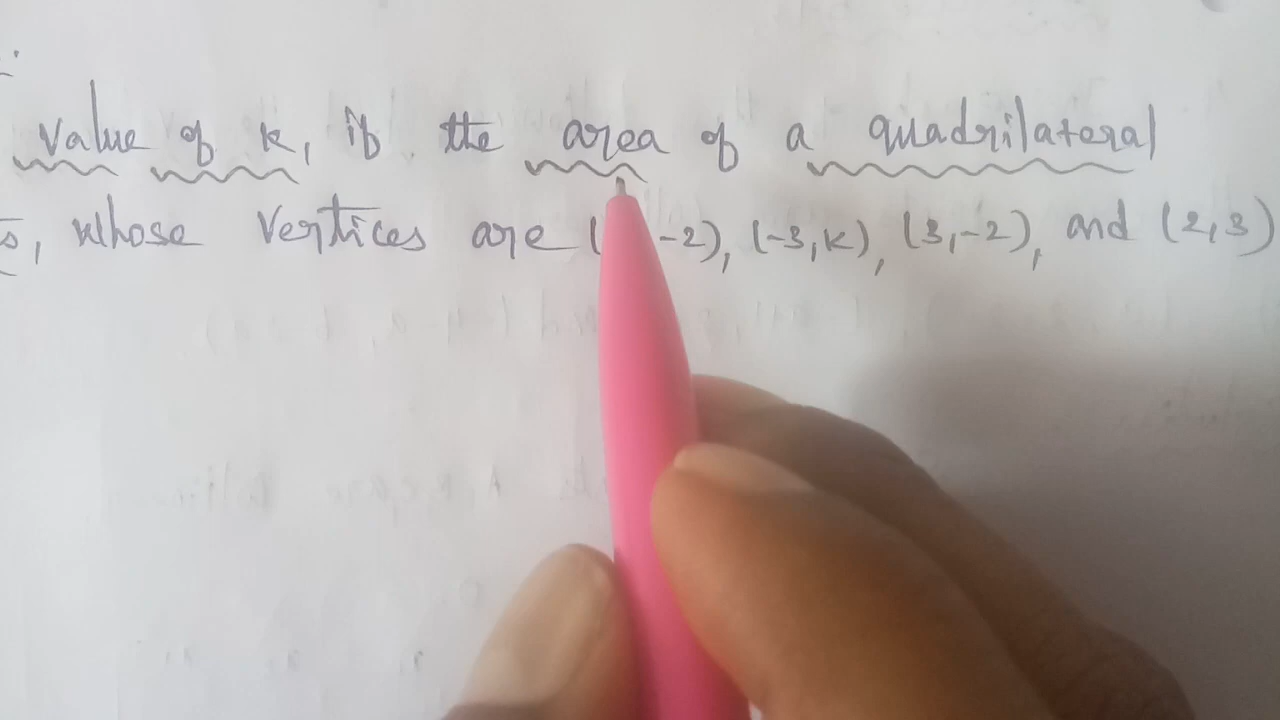 value of k, if the area of a quadrilateral
, whose vertices are ( -2), (-3,k), (3,-2), and (2,3)